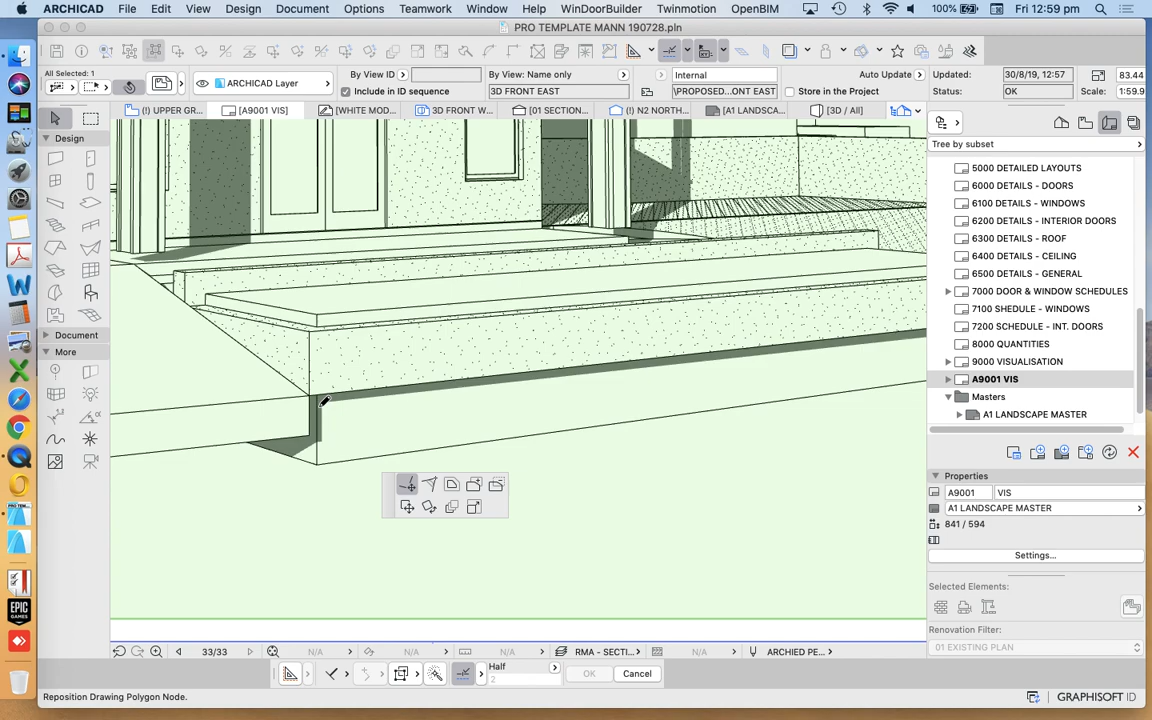 ARCHICAD File Edit View Design Document Options Teamwork Window Help WinDoorBuilder Twinmotion OpenBIM 100% Fri 12:59 pm
PRO TEMPLATE MANN 190728.pln
All Selected: 1
ARCHICAD Layer
By View ID
By View: Name only
Internal
Auto Update
Updated: 30/8/19, 12:57
83.44
Include in ID sequence
3D FRONT EAST
\PROPOSED...ONT EAST
Store in the Project
Status: OK
Scale: 1:59.9
(!) UPPER GR...
[A9001 VIS]
[WHITE MOD...
3D FRONT W...
[01 SECTION...
(!) N2 NORTH...
[A1 LANDSCA...
[3D / All]
Design
Document
More
Tree by subset
5000 DETAILED LAYOUTS
6000 DETAILS - DOORS
6100 DETAILS - WINDOWS
6200 DETAILS - INTERIOR DOORS
6300 DETAILS - ROOF
6400 DETAILS - CEILING
6500 DETAILS - GENERAL
7000 DOOR & WINDOW SCHEDULES
7100 SHEDULE - WINDOWS
7200 SCHEDULE - INT. DOORS
8000 QUANTITIES
9000 VISUALISATION
A9001 VIS
Masters
A1 LANDSCAPE MASTER
Properties
A9001 VIS
A1 LANDSCAPE MASTER
841 / 594
Settings...
Selected Elements:
Renovation Filter:
01 EXISTING PLAN
33/33
N/A
N/A
N/A
RMA - SECTI...
N/A
ARCHIED PE...
Half
2
OK
Cancel
Reposition Drawing Polygon Node.
GRAPHISOFT ID
EPIC
GAMES
PRO TEM...